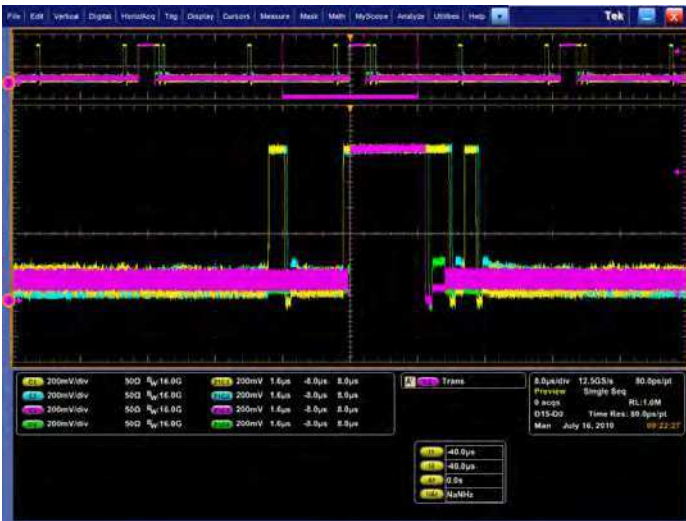 File Edit Vertical Digital Horiz/Acq Trig Display Cursors Measure Mask Math MyScope Analyze Utilities Help Tek X
200mV/div 50Ω BW:16.0G 200mV 1.6µs -8.0µs 8.0µs
200mV/div 50Ω BW:16.0G 200mV 1.6µs -8.0µs 8.0µs
200mV/div 50Ω BW:16.0G 200mV 1.6µs -8.0µs 8.0µs
200mV/div 50Ω BW:16.0G 200mV 1.6µs -8.0µs 8.0µs
A' Trans
8.0µs/div 12.5GS/s 80.0ps/pt
Preview Single Seq
0 acqs RL:1.0M
D15-D0 Time Res: 80.0ps/pt
Mon July 16, 2010 09:22:27
-40.0µs
-40.0µs
0.0s
NaNHz